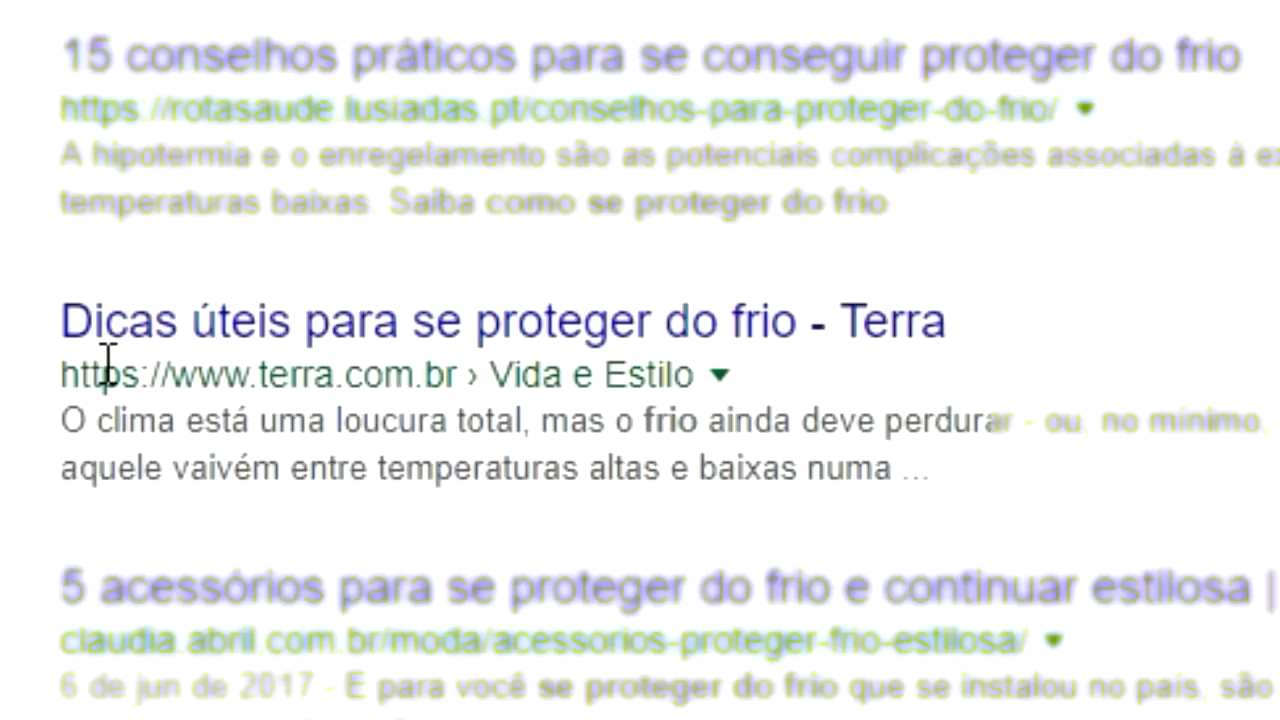 15 conselhos práticos para se conseguir proteger do frio
https://rotasaude.lusiadas.pt/conselhos-para-proteger-do-frio/
A hipotermia e o enregelamento são as potenciais complicações associadas à
temperaturas baixas. Saiba como se proteger do frio
Dicas úteis para se proteger do frio - Terra
https://www.terra.com.br › Vida e Estilo
O clima está uma loucura total, mas o frio ainda deve perdurar - ou, no mínimo,
aquele vaivém entre temperaturas altas e baixas numa ...
5 acessórios para se proteger do frio e continuar estilosa |
claudia.abril.com.br/moda/acessorios-proteger-frio-estilosa/
6 de jun de 2017 - E para você se proteger do frio que se instalou no país, são